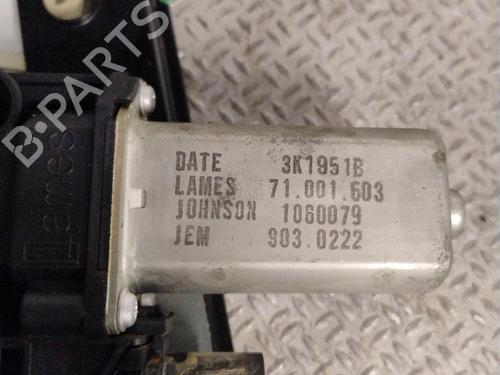 B-PARTS
Lames
DATE 3K1951B
LAMES 71.001.603
JOHNSON 1060079
JEM 903.0222